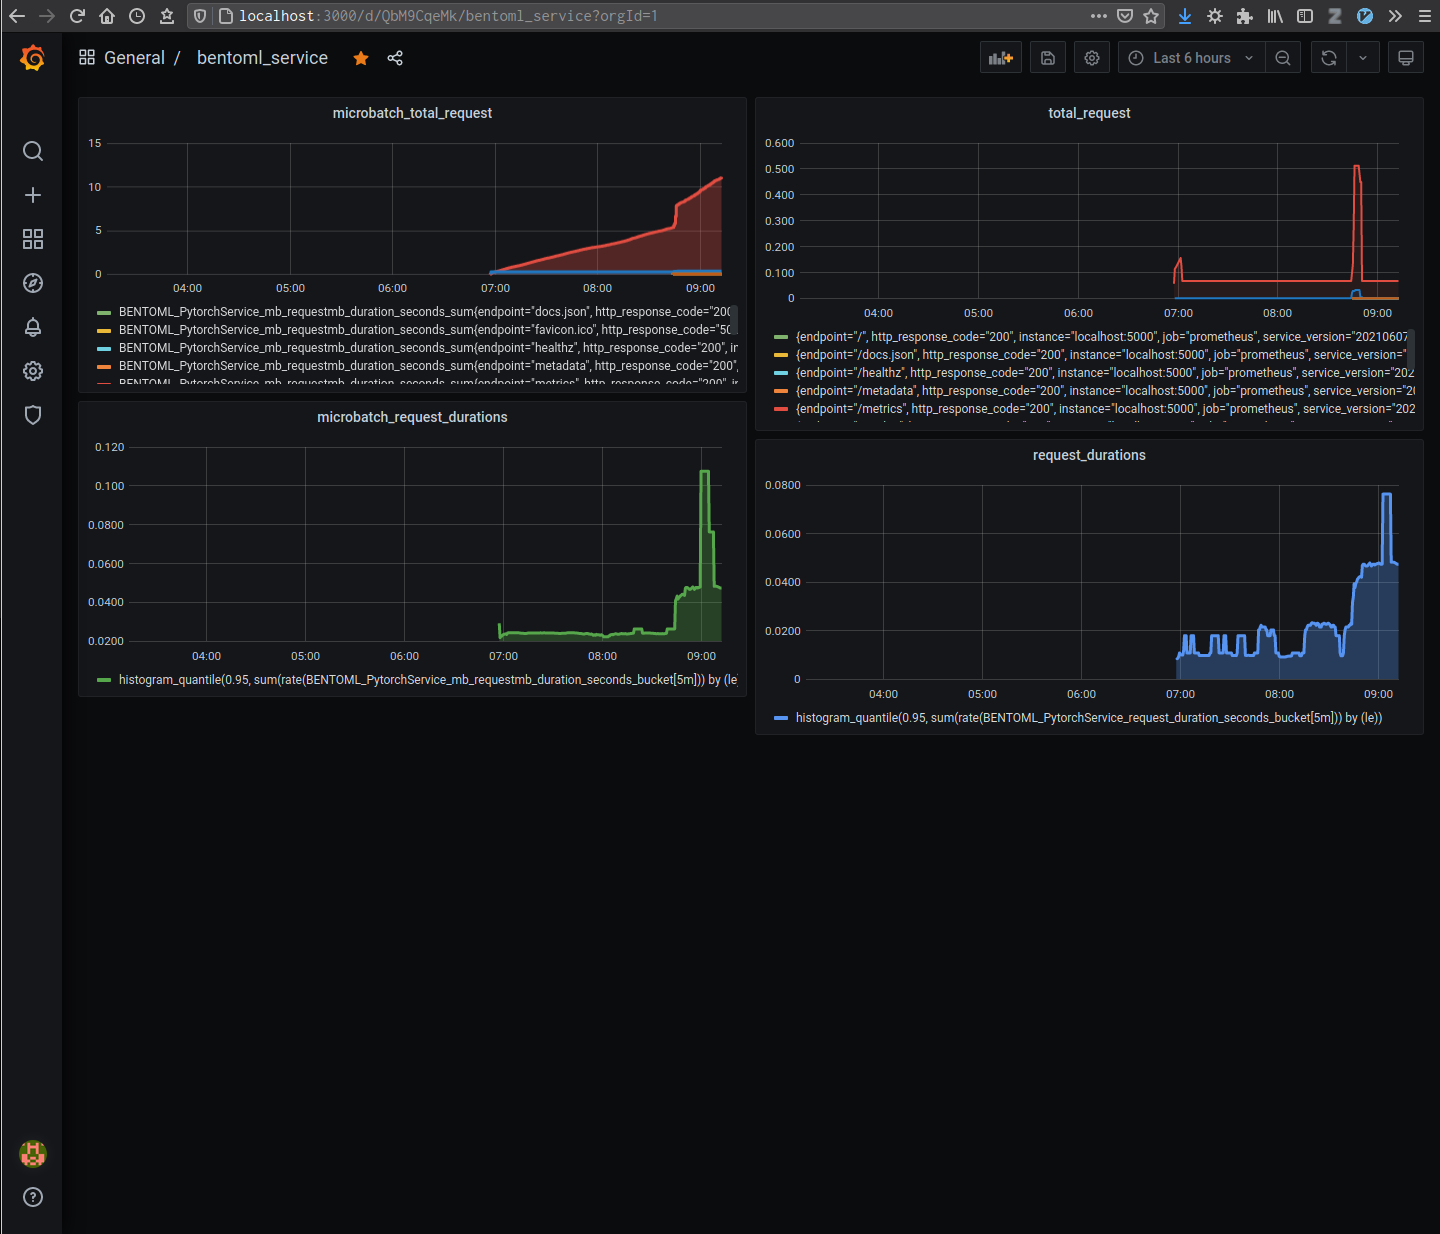 localhost:3000/d/QbM9CqeMk/bentoml_service?orgId=1
General / bentoml_service
Last 6 hours
microbatch_total_request
15
10
5
0
04:00 05:00 06:00 07:00 08:00 09:00
BENTOML_PytorchService_mb_requestmb_duration_seconds_sum{endpoint="docs.json", http_response_code="200
BENTOML_PytorchService_mb_requestmb_duration_seconds_sum{endpoint="favicon.ico", http_response_code="50
BENTOML_PytorchService_mb_requestmb_duration_seconds_sum{endpoint="healthz", http_response_code="200", in
BENTOML_PytorchService_mb_requestmb_duration_seconds_sum{endpoint="metadata", http_response_code="200",
BENTOML_PytorchService_mb_requestmb_duration_seconds_sum{endpoint="metrics", http_response_code="200", in
total_request
0.600
0.500
0.400
0.300
0.200
0.100
0
04:00 05:00 06:00 07:00 08:00 09:00
{endpoint="/", http_response_code="200", instance="localhost:5000", job="prometheus", service_version="20210607
{endpoint="/docs.json", http_response_code="200", instance="localhost:5000", job="prometheus", service_version="
{endpoint="/healthz", http_response_code="200", instance="localhost:5000", job="prometheus", service_version="202
{endpoint="/metadata", http_response_code="200", instance="localhost:5000", job="prometheus", service_version="20
{endpoint="/metrics", http_response_code="200", instance="localhost:5000", job="prometheus", service_version="202
microbatch_request_durations
0.120
0.100
0.0800
0.0600
0.0400
0.0200
04:00 05:00 06:00 07:00 08:00 09:00
histogram_quantile(0.95, sum(rate(BENTOML_PytorchService_mb_requestmb_duration_seconds_bucket[5m])) by (le)
request_durations
0.0800
0.0600
0.0400
0.0200
0
04:00 05:00 06:00 07:00 08:00 09:00
histogram_quantile(0.95, sum(rate(BENTOML_PytorchService_request_duration_seconds_bucket[5m])) by (le))